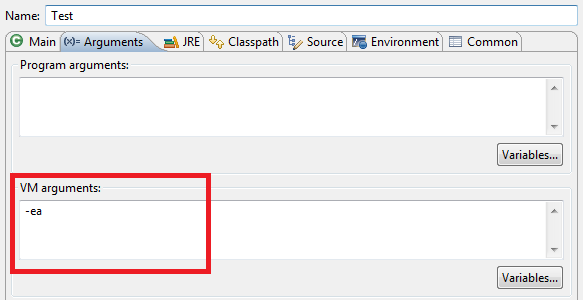 Name: Test
Main (x)= Arguments JRE Classpath Source Environment Common
Program arguments:
Variables...
VM arguments:
-ea
Variables...